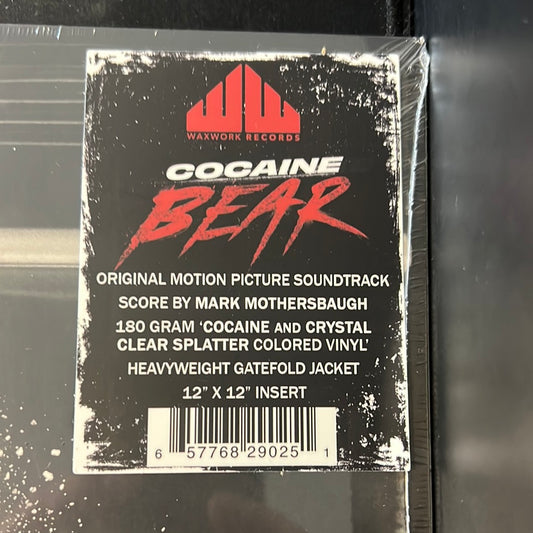 WW
WAXWORK RECORDS
COCAINE
BEAR
ORIGINAL MOTION PICTURE SOUNDTRACK
SCORE BY MARK MOTHERSBAUGH
180 GRAM ‘COCAINE AND CRYSTAL
CLEAR SPLATTER COLORED VINYL’
HEAVYWEIGHT GATEFOLD JACKET
12” X 12” INSERT
6 57768 29025 1